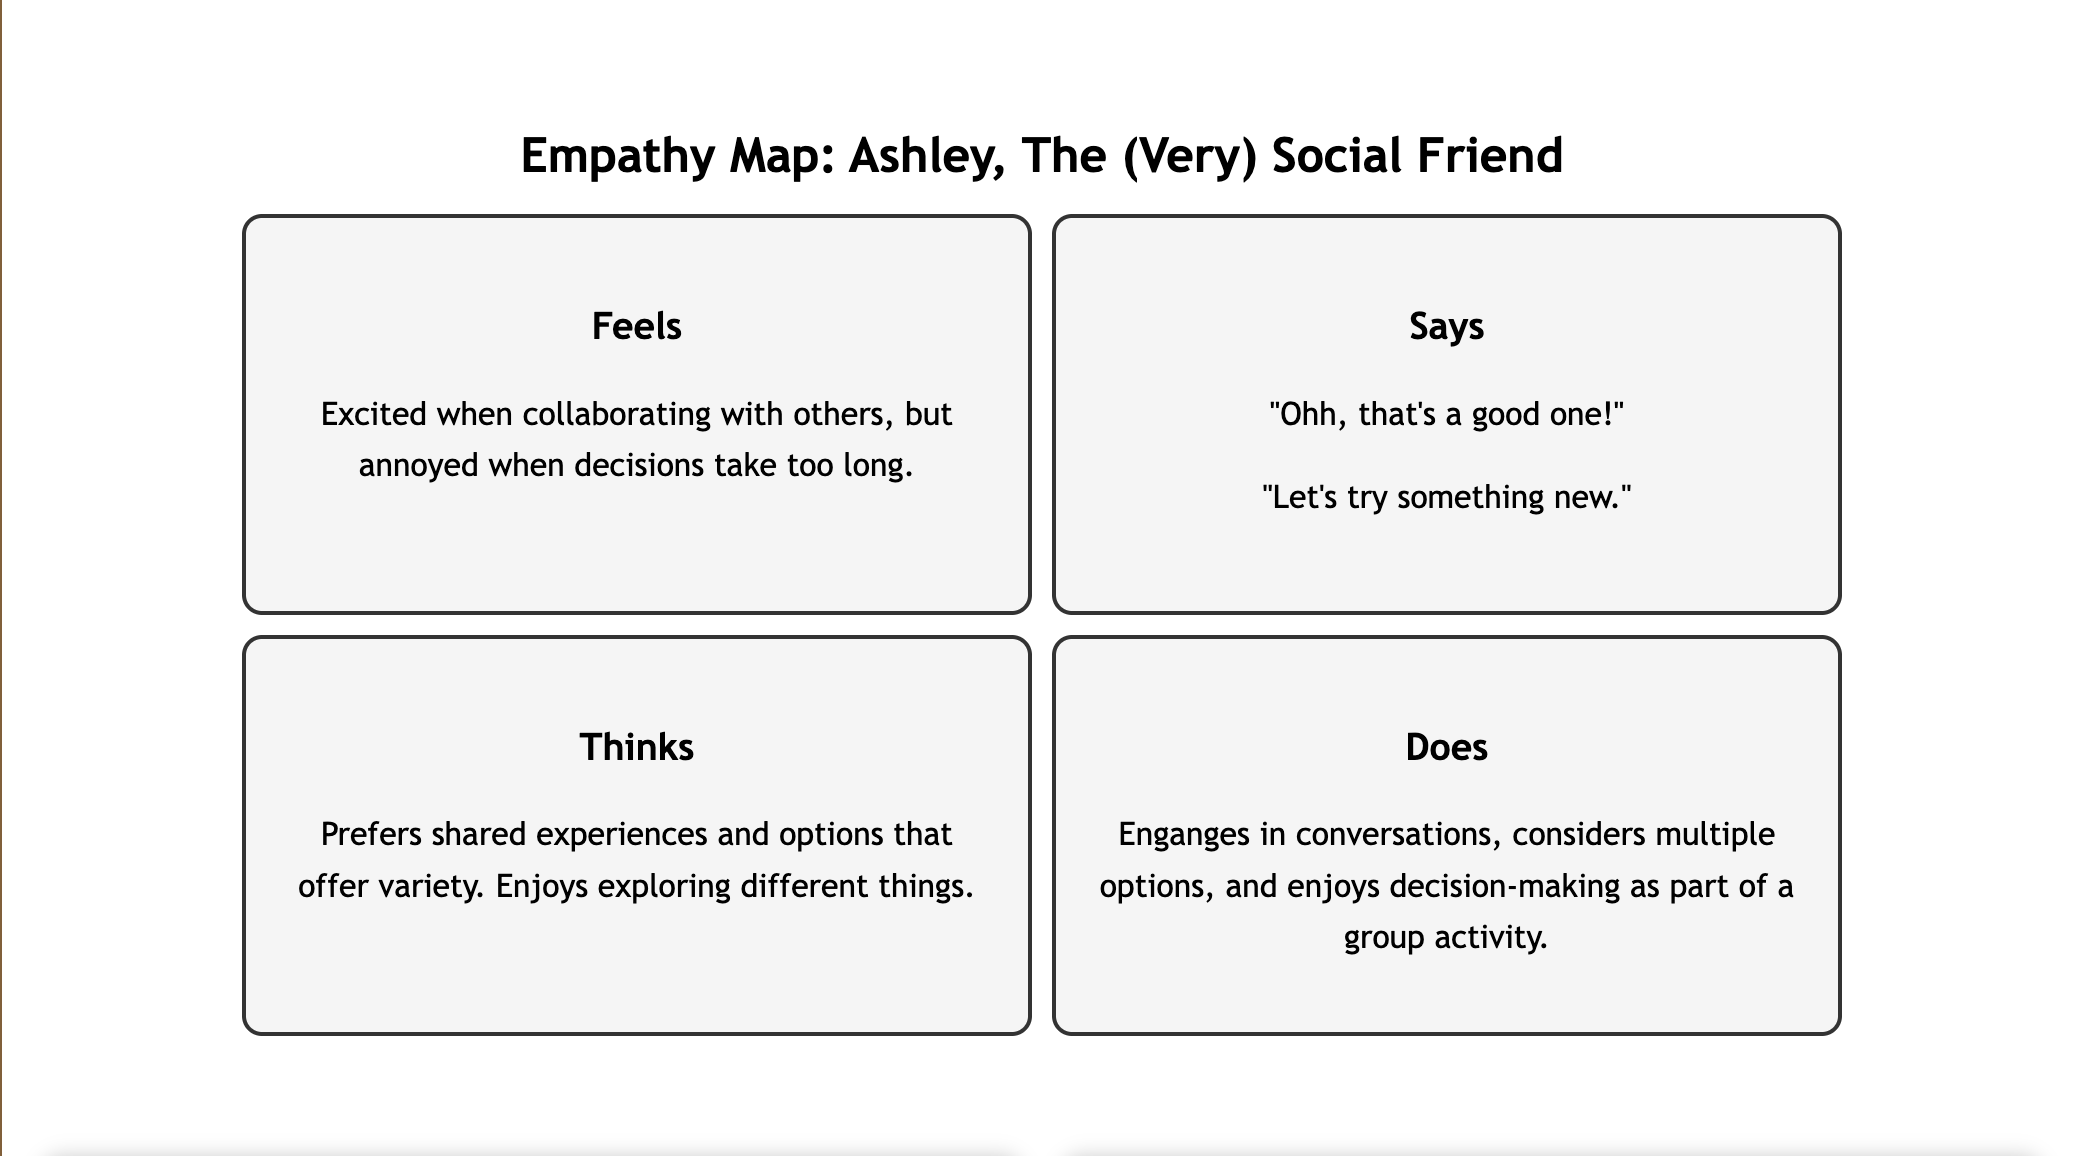 Empathy Map: Ashley, The (Very) Social Friend
Feels
Excited when collaborating with others, but
annoyed when decisions take too long.
Says
"Ohh, that's a good one!"
"Let's try something new."
Thinks
Prefers shared experiences and options that
offer variety. Enjoys exploring different things.
Does
Enganges in conversations, considers multiple
options, and enjoys decision-making as part of a
group activity.